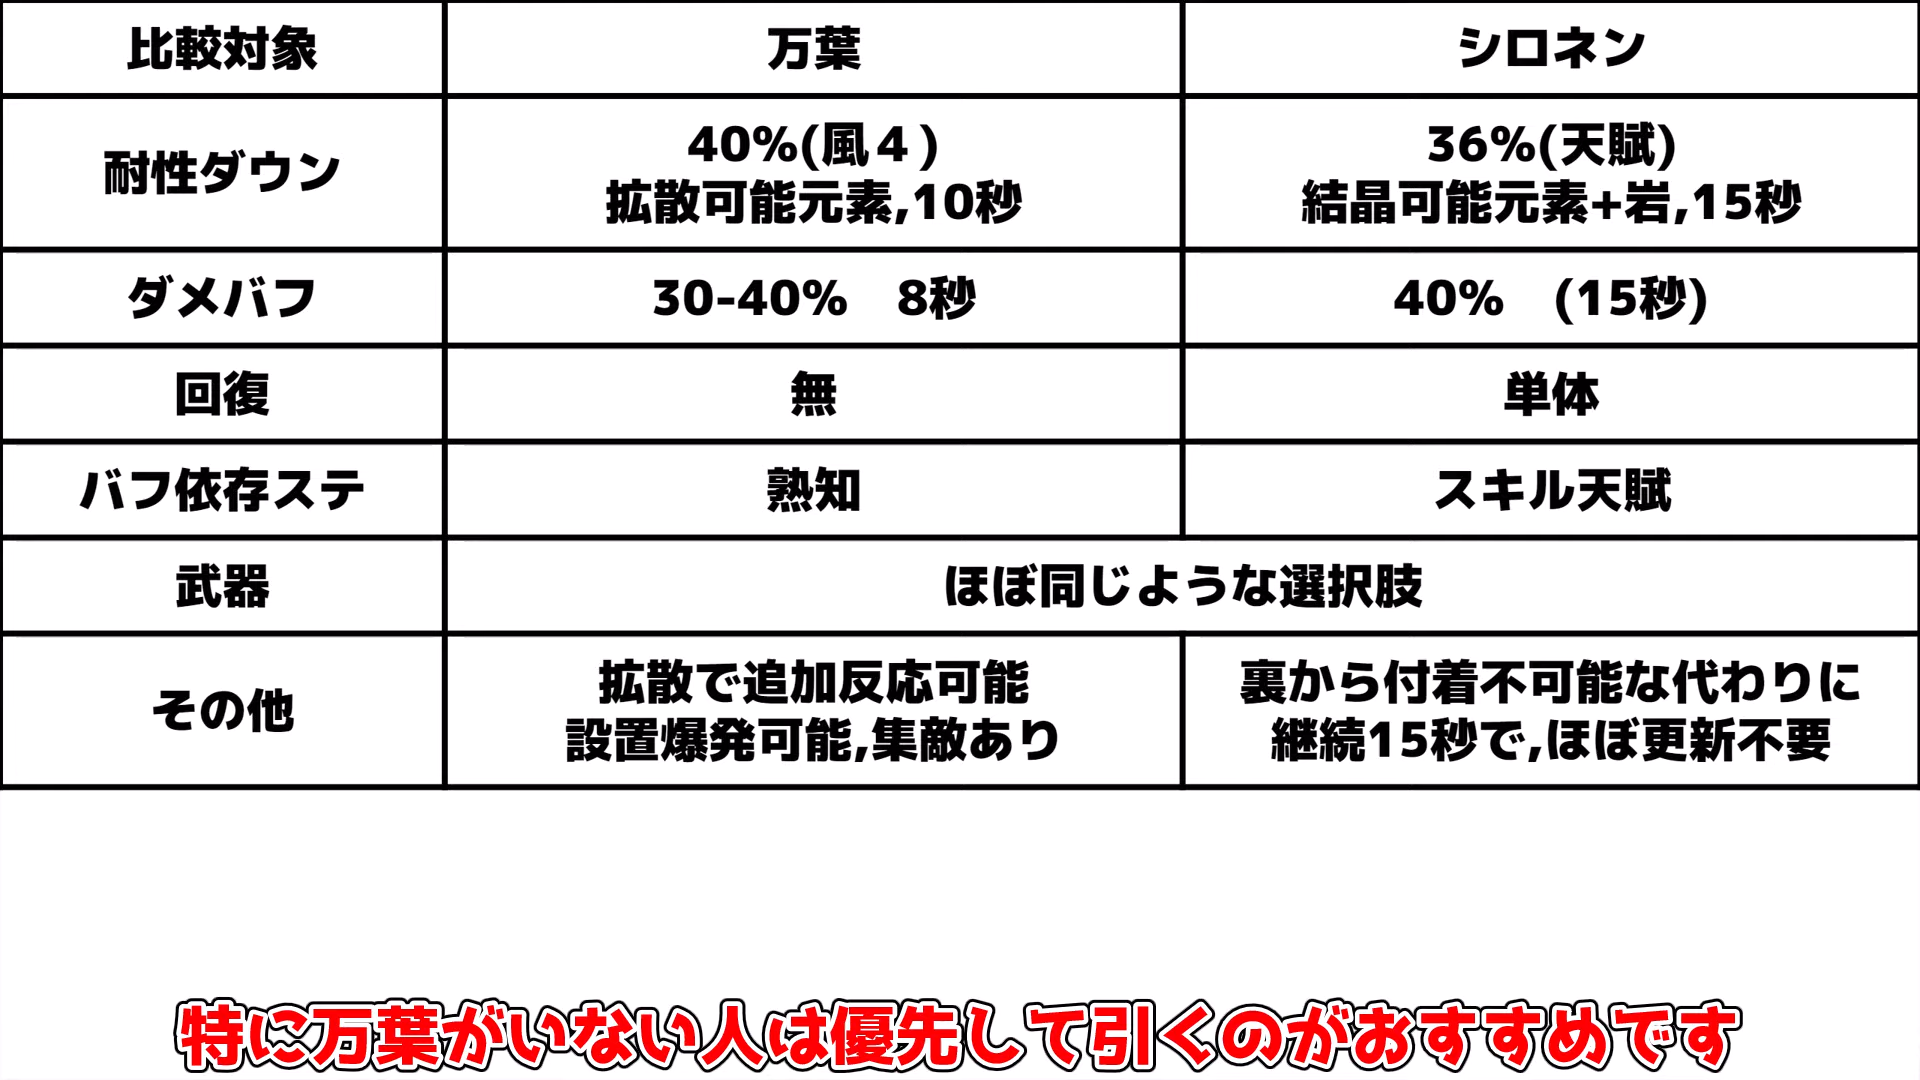 比較対象
万葉
シロネン
耐性ダウン
40%(風４)
拡散可能元素,10秒
36%(天賦)
結晶可能元素+岩,15秒
ダメバフ
30-40%　8秒
40%　(15秒)
回復
無
単体
バフ依存ステ
熟知
スキル天賦
武器
ほぼ同じような選択肢
その他
拡散で追加反応可能
設置爆発可能,集敵あり
裏から付着不可能な代わりに
継続15秒で,ほぼ更新不要
特に万葉がいない人は優先して引くのがおすすめです